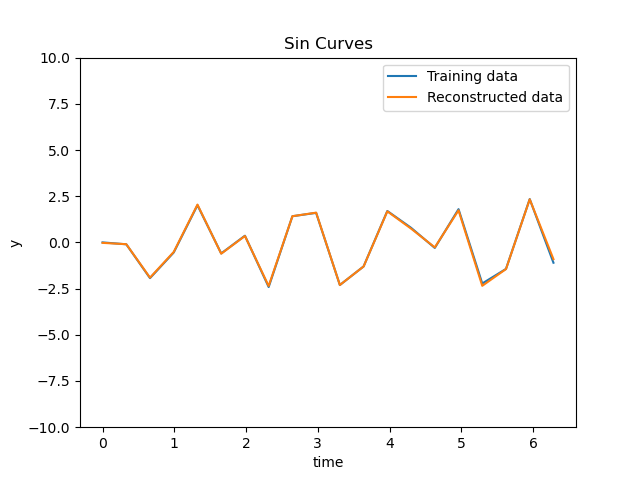 Sin Curves
Training data
Reconstructed data
10.0
7.5
5.0
2.5
0.0
−2.5
−5.0
−7.5
−10.0
y
0 1 2 3 4 5 6
time